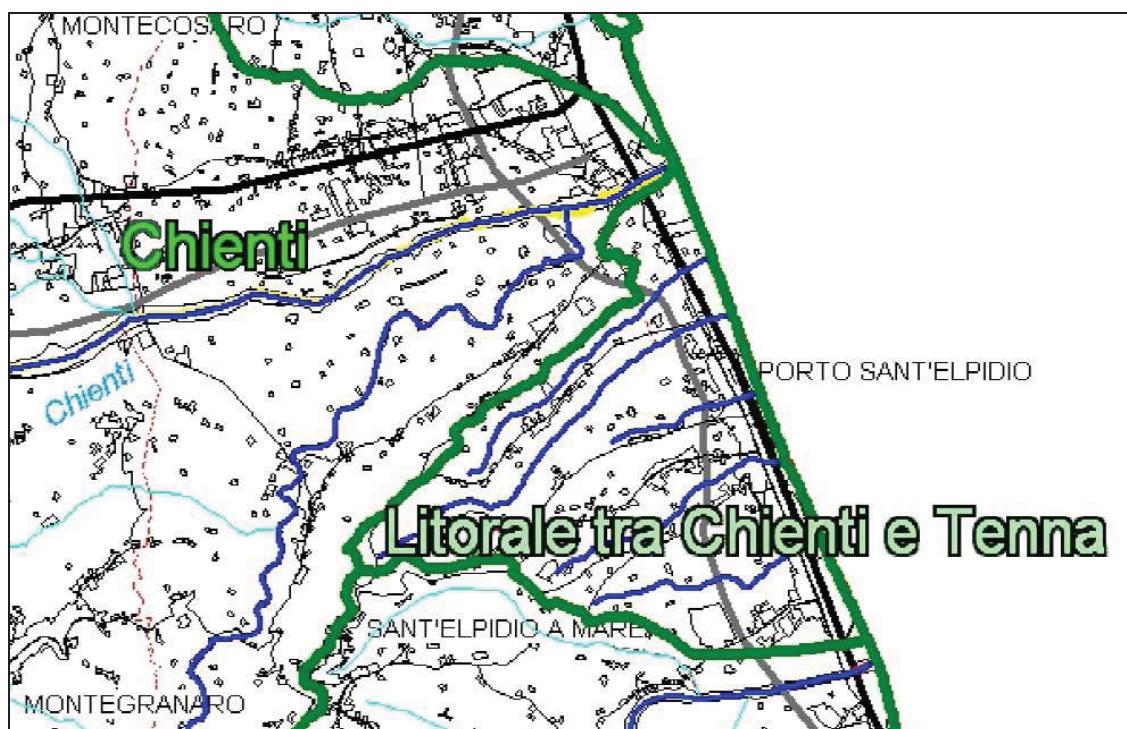 MONTECOSARO
Chienti
Chienti
PORTO SANT'ELPIDIO
Litorale tra Chienti e Tenna
SANT'ELPIDIO A MARE
MONTEGRANARO